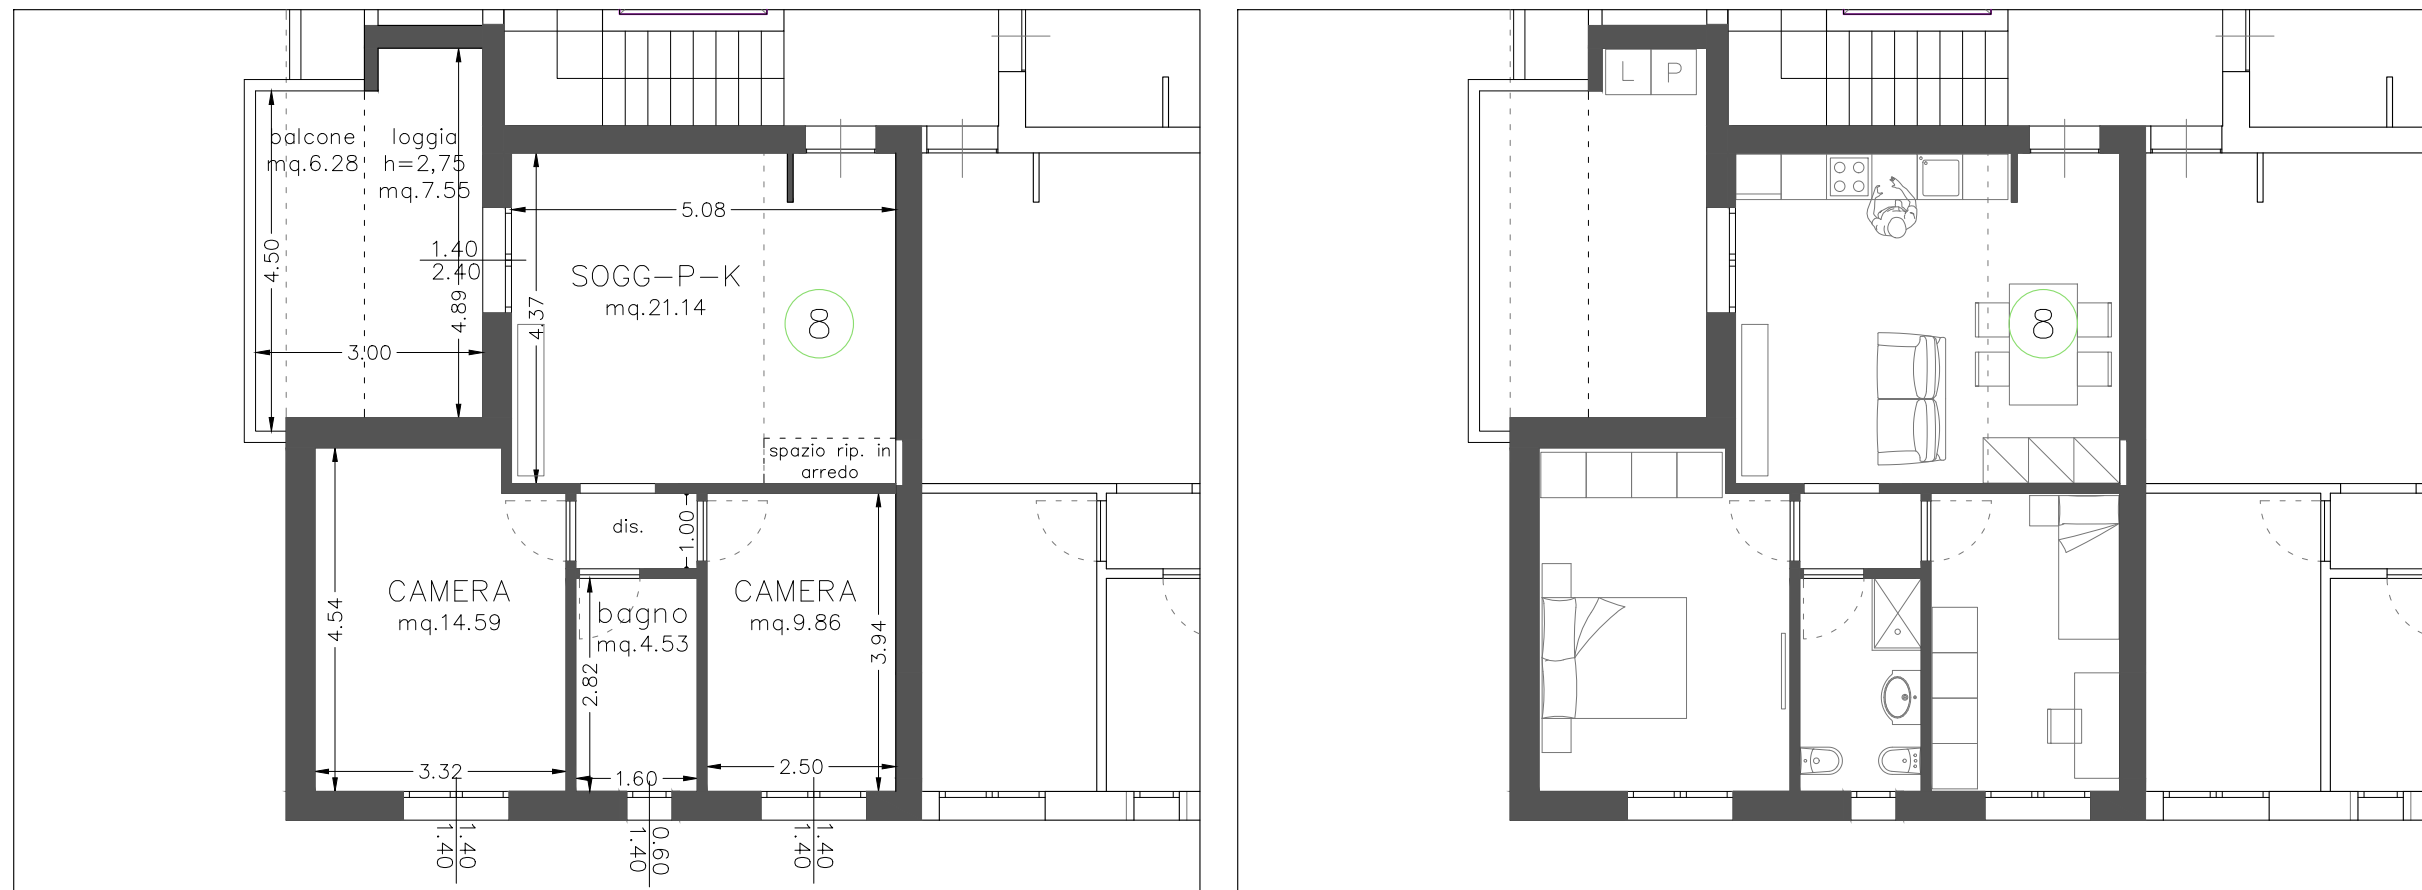 balcone
mq.6.28
loggia
h=2,75
mq.7.55
4.50
4.89
3.00
1.40
2.40
5.08
4.37
SOGG-P-K
mq.21.14
8
spazio rip. in
arredo
dis.
1.00
CAMERA
mq.14.59
4.54
3.32
bagno
mq.4.53
2.82
1.60
CAMERA
mq.9.86
3.94
2.50
1.40
1.40
0.60
1.40
1.40
1.40
L P
8